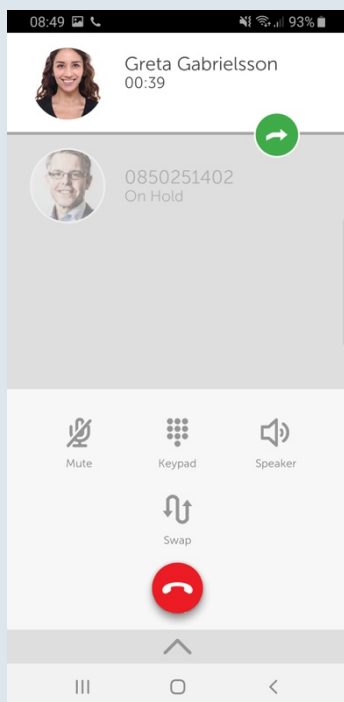 08:49 93%
Greta Gabrielsson
00:39
0850251402
On Hold
Mute
Keypad
Speaker
Swap